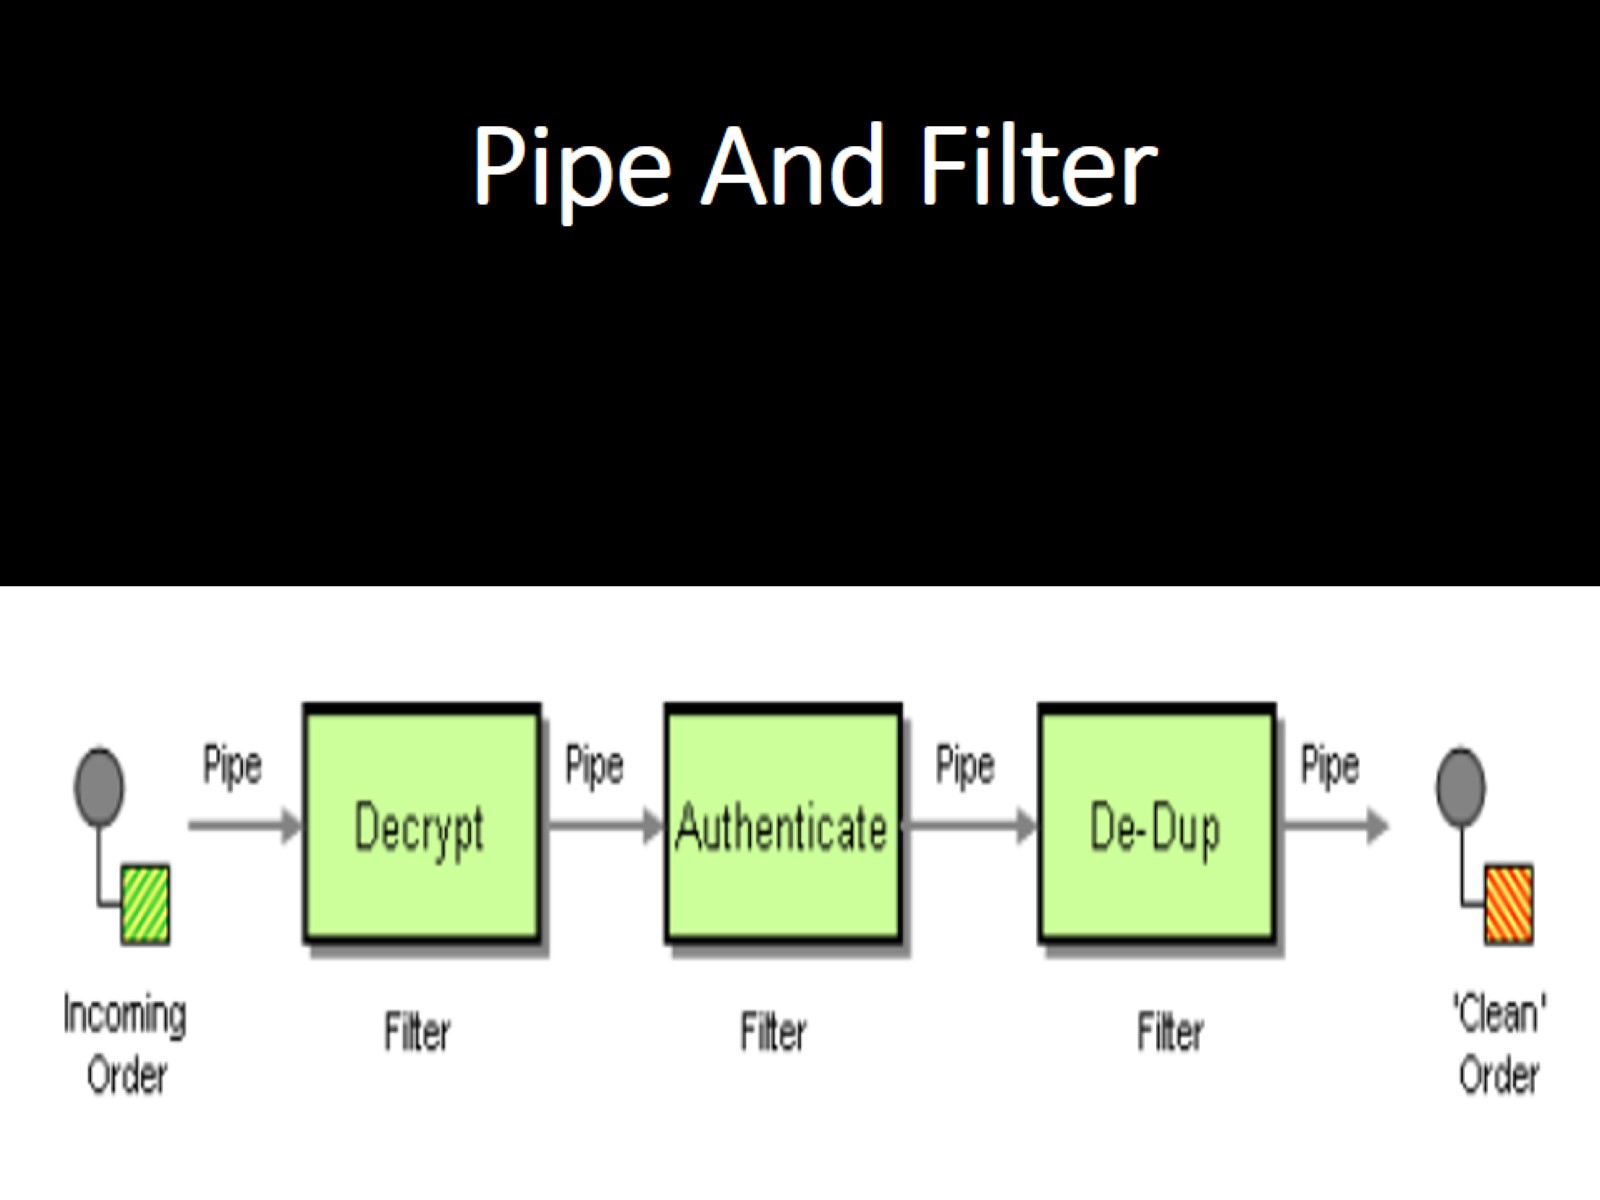 Pipe And Filter
Pipe Pipe Pipe Pipe
Decrypt Authenticate De-Dup
Incoming
Order
Filter Filter Filter
'Clean'
Order